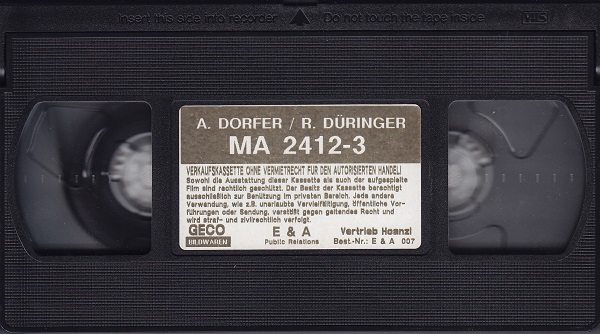 Insert this side into recorder Do not touch the tape inside VHS
A. DORFER / R. DÜRINGER
MA 2412-3
VERKAUFSKASSETTE OHNE VERMIETRECHT FÜR DEN AUTORISIERTEN HANDEL!
Sowohl die Ausstattung dieser Kassette als auch der aufgespielte
Film sind rechtlich geschützt. Der Besitz der Kassette berechtigt
ausschließlich zur Benützung im privaten Bereich. Jede andere
Verwendung, wie z.B. unerlaubte Vervielfältigung, öffentliche Vor-
führungen oder Sendung, verstößt gegen geltendes Recht und
wird straf- und zivilrechtlich verfolgt.
GECO E & A Vertrieb Hoanzl
BILDWAREN Public Relations Best.-Nr.: E & A 007